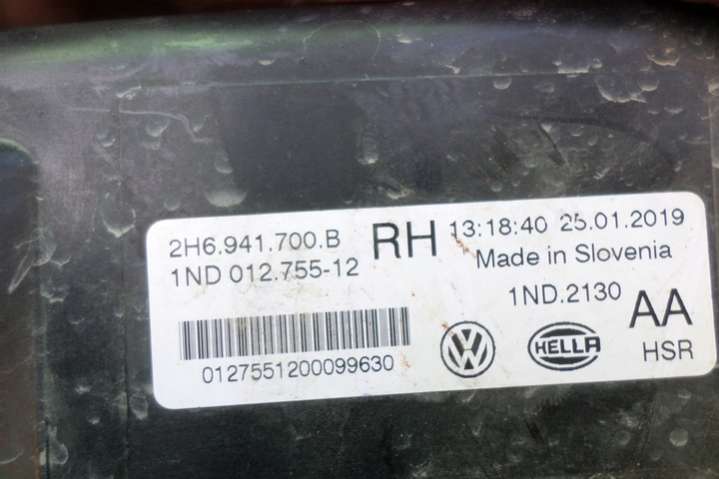 2H6.941.700.B RH 13:18:40 25.01.2019
1ND 012.755-12 Made in Slovenia
1ND.2130 AA
0127551200099630 VW HELLA HSR